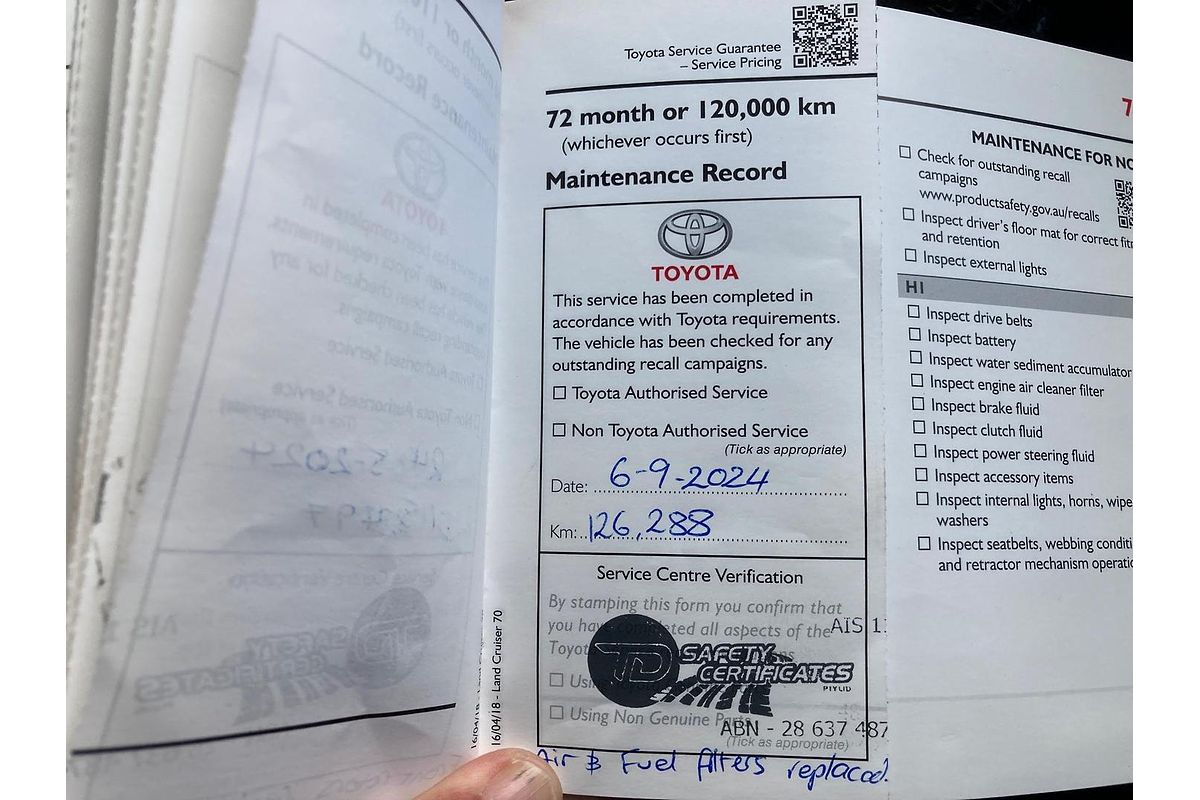 Toyota Service Guarantee
– Service Pricing
72 month or 120,000 km
(whichever occurs first)
Maintenance Record
TOYOTA
This service has been completed in
accordance with Toyota requirements.
The vehicle has been checked for any
outstanding recall campaigns.
Toyota Authorised Service
Non Toyota Authorised Service
(Tick as appropriate)
Date: 6-9-2024
Km: 126,288
Service Centre Verification
By stamping this form you confirm that
you have completed all aspects of the
AIS
TD SAFETY
CERTIFICATES
PTY LTD
Using Non Genuine
ABN - 28 637 487
(Tick as appropriate)
Air & Fuel filters replaced.
16/04/18 - Land Cruiser 70
MAINTENANCE FOR
Check for outstanding recall
campaigns
www.productsafety.gov.au/recalls
Inspect driver's floor mat for correct
and retention
Inspect external lights
HI
Inspect drive belts
Inspect battery
Inspect water sediment accumulator
Inspect engine air cleaner filter
Inspect brake fluid
Inspect clutch fluid
Inspect power steering fluid
Inspect accessory items
Inspect internal lights, horns,
washers
Inspect seatbelts, webbing
and retractor mechanism